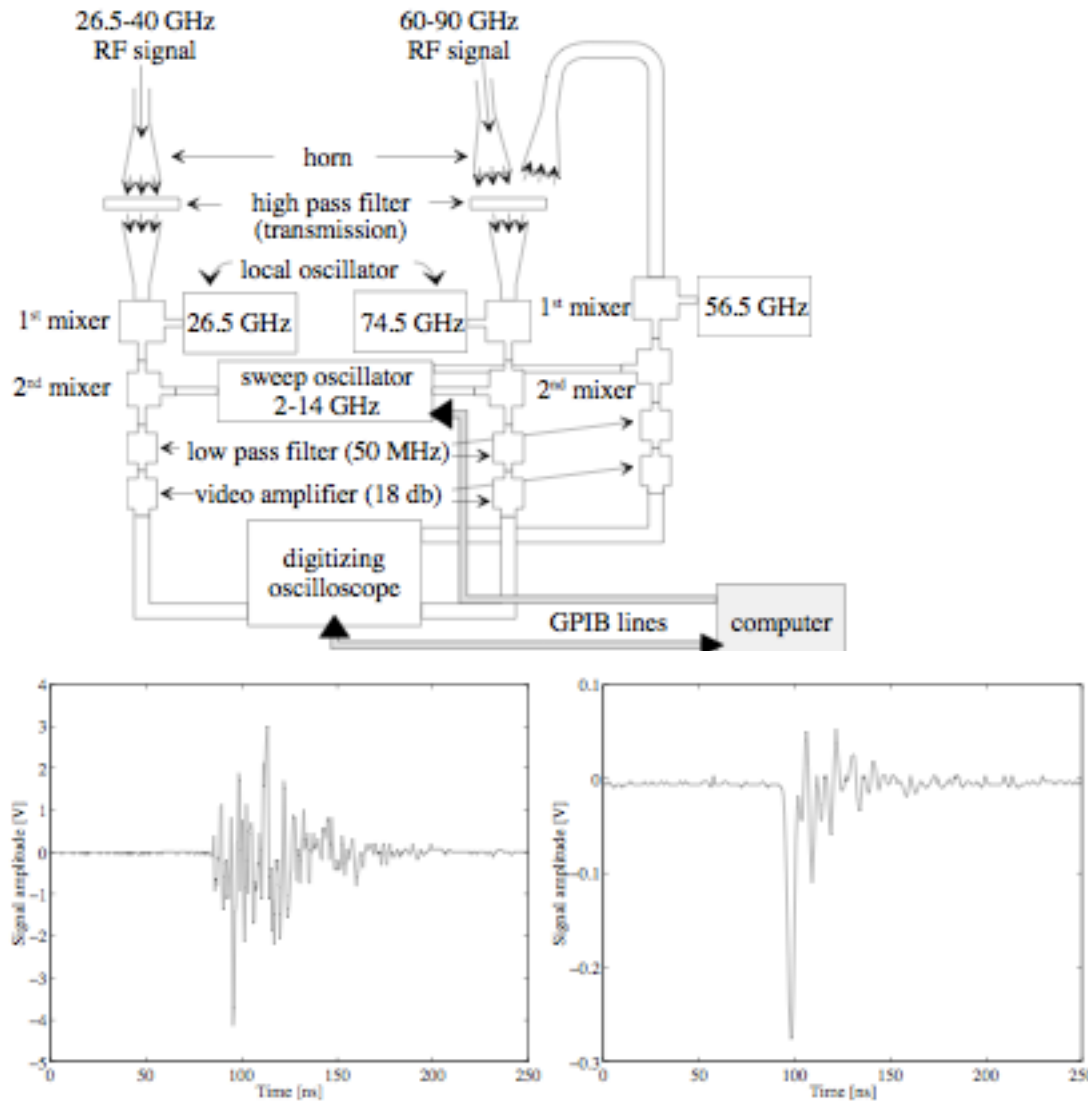 26.5-40 GHz
RF signal
60-90 GHz
RF signal
horn
high pass filter
(transmission)
local oscillator
1st mixer
26.5 GHz
74.5 GHz
1st mixer
56.5 GHz
2nd mixer
sweep oscillator
2-14 GHz
2nd mixer
low pass filter (50 MHz)
video amplifier (18 db)
digitizing
oscilloscope
GPIB lines
computer
4
3
2
1
0
−1
−2
−3
−4
−5
Signal amplitude [V]
0
50
100
150
200
250
Time [ns]
0.1
0
−0.1
−0.2
−0.3
Signal amplitude [V]
0
50
100
150
200
250
Time [ns]